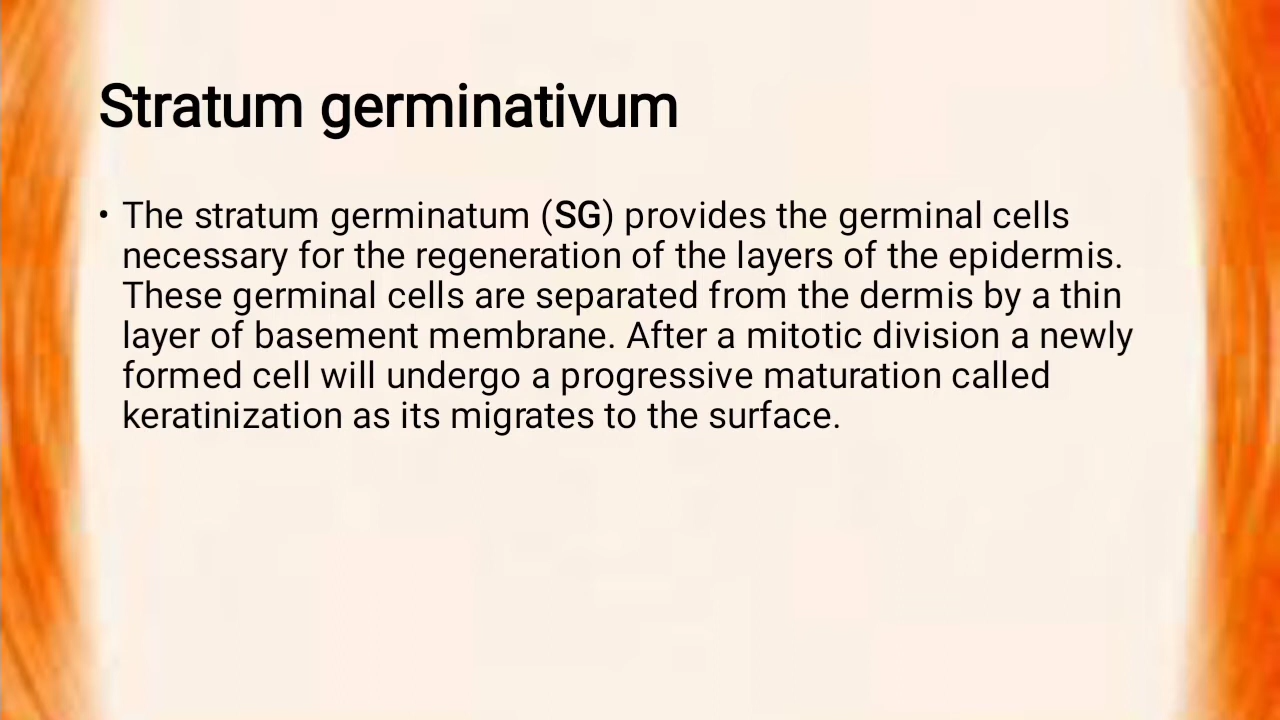 Stratum germinativum
• The stratum germinatum (SG) provides the germinal cells
necessary for the regeneration of the layers of the epidermis.
These germinal cells are separated from the dermis by a thin
layer of basement membrane. After a mitotic division a newly
formed cell will undergo a progressive maturation called
keratinization as its migrates to the surface.